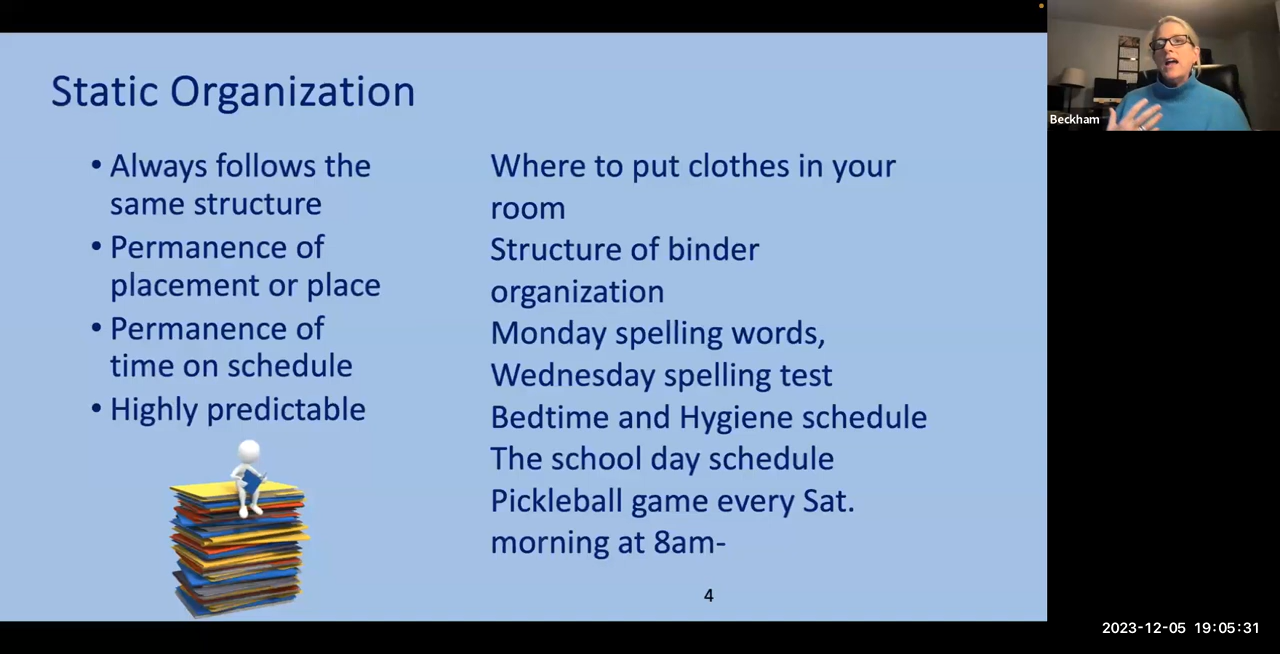 Static Organization
• Always follows the
same structure
• Permanence of
placement or place
• Permanence of
time on schedule
• Highly predictable
Where to put clothes in your
room
Structure of binder
organization
Monday spelling words,
Wednesday spelling test
Bedtime and Hygiene schedule
The school day schedule
Pickleball game every Sat.
morning at 8am-
4
Beckham
2023-12-05 19:05:31